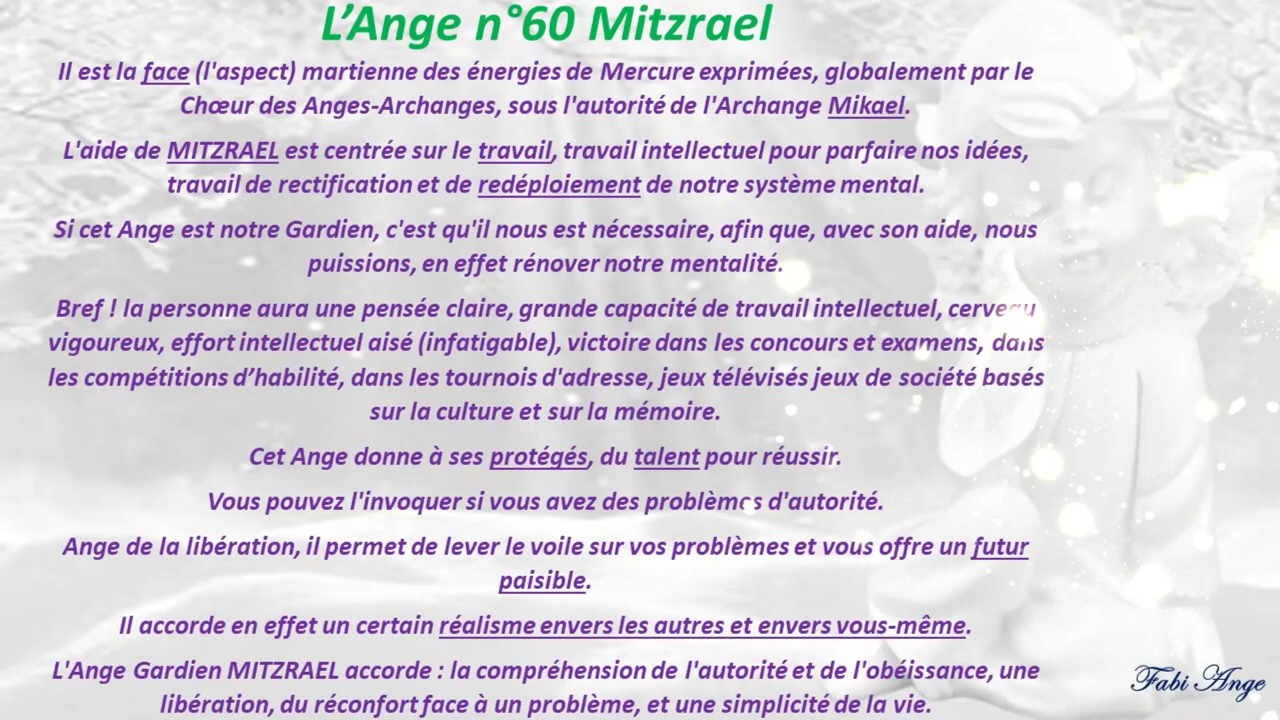 L’Ange n°60 Mitzrael
Il est la face (l'aspect) martienne des énergies de Mercure exprimées, globalement par le
Chœur des Anges-Archanges, sous l'autorité de l'Archange Mikael.
L'aide de MITZRAEL est centrée sur le travail, travail intellectuel pour parfaire nos idées,
travail de rectification et de redéploiement de notre système mental.
Si cet Ange est notre Gardien, c'est qu'il nous est nécessaire, afin que, avec son aide, nous
puissions, en effet rénover notre mentalité.
Bref ! la personne aura une pensée claire, grande capacité de travail intellectuel, cerveau
vigoureux, effort intellectuel aisé (infatigable), victoire dans les concours et examens, dans
les compétitions d’habilité, dans les tournois d'adresse, jeux télévisés jeux de société basés
sur la culture et sur la mémoire.
Cet Ange donne à ses protégés, du talent pour réussir.
Vous pouvez l'invoquer si vous avez des problèmes d'autorité.
Ange de la libération, il permet de lever le voile sur vos problèmes et vous offre un futur
paisible.
Il accorde en effet un certain réalisme envers les autres et envers vous-même.
L'Ange Gardien MITZRAEL accorde : la compréhension de l'autorité et de l'obéissance, une
libération, du réconfort face à un problème, et une simplicité de la vie.
Fabi Ange